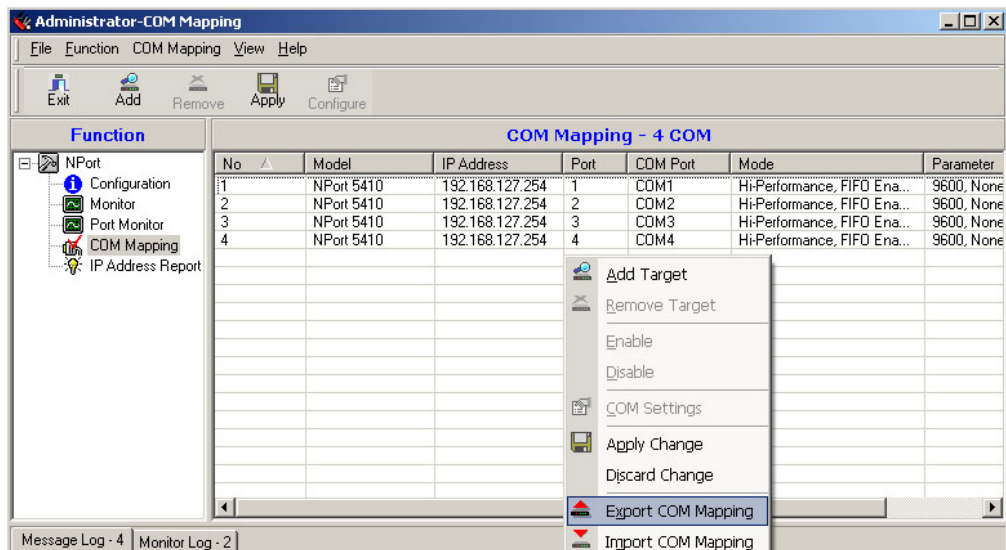 Administrator-COM Mapping
File Function COM Mapping View Help
Exit Add Remove Apply Configure
Function
COM Mapping - 4 COM
NPort
Configuration
Monitor
Port Monitor
COM Mapping
IP Address Report
No Model IP Address Port COM Port Mode Parameter
1 NPort 5410 192.168.127.254 1 COM1 Hi-Performance, FIFO Ena... 9600, None
2 NPort 5410 192.168.127.254 2 COM2 Hi-Performance, FIFO Ena... 9600, None
3 NPort 5410 192.168.127.254 3 COM3 Hi-Performance, FIFO Ena... 9600, None
4 NPort 5410 192.168.127.254 4 COM4 Hi-Performance, FIFO Ena... 9600, None
Add Target
Remove Target
Enable
Disable
COM Settings
Apply Change
Discard Change
Export COM Mapping
Import COM Mapping
Message Log - 4 Monitor Log - 2